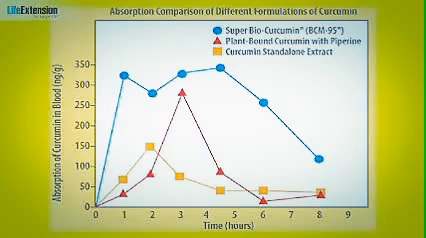 LifeExtension
Absorption Comparison of Different Formulations of Curcumin
Super Bio-Curcumin® (BCM-95®)
Plant-Bound Curcumin with Piperine
Curcumin Standalone Extract
Absorption of Curcumin in Blood (ng/g)
350
300
250
200
150
100
50
0
0 1 2 3 4 5 6 7 8 9
Time (hours)